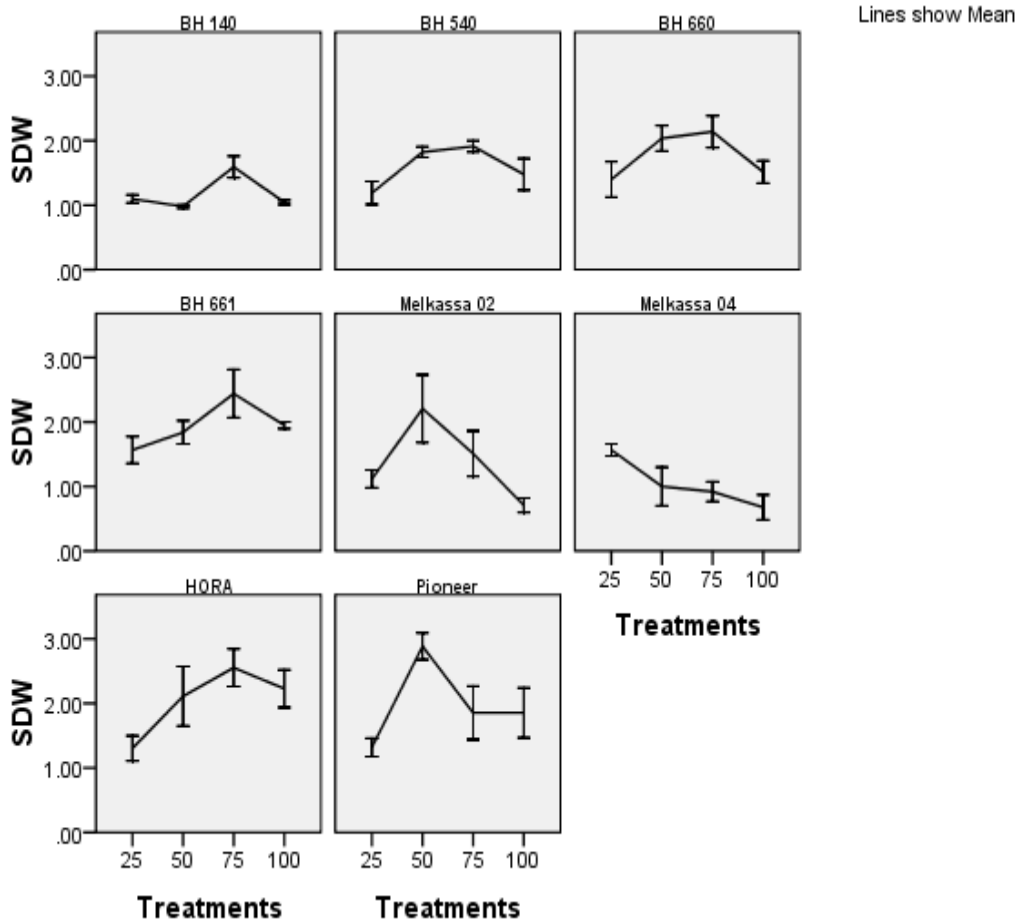 Lines show Mean
BH 140
BH 540
BH 660
SDW
3.00
2.00
1.00
.00
BH 661
Melkassa 02
Melkassa 04
SDW
3.00
2.00
1.00
.00
25 50 75 100
Treatments
HORA
Pioneer
SDW
3.00
2.00
1.00
.00
25 50 75 100
25 50 75 100
Treatments
Treatments